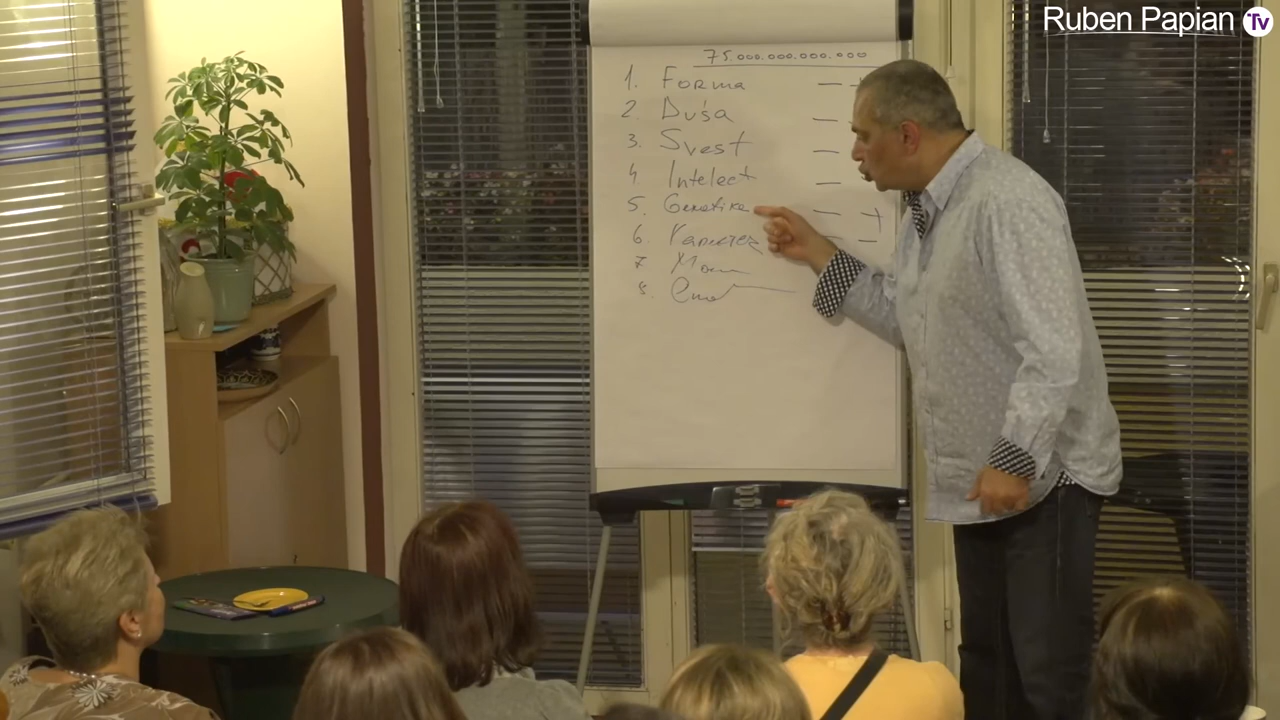 Ruben Papian Tv
75.000.000.000.000
1. Forma —
2. Duša —
3. Svest —
4. Intelect —
5. Genetika — +
6. Karakter — —
7.
8.